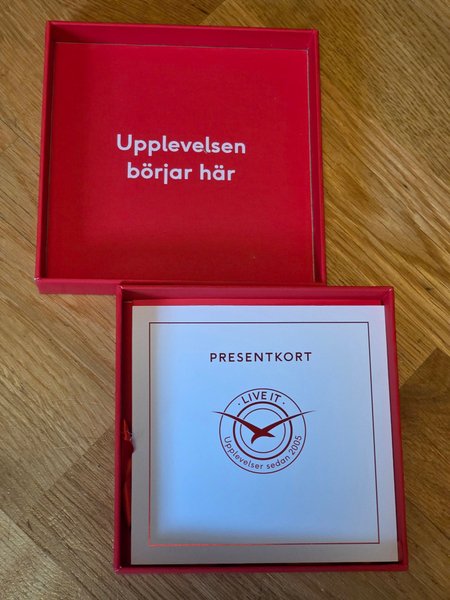 Upplevelsen
börjar här
PRESENTKORT
· LIVE IT ·
Upplevelser sedan 2005